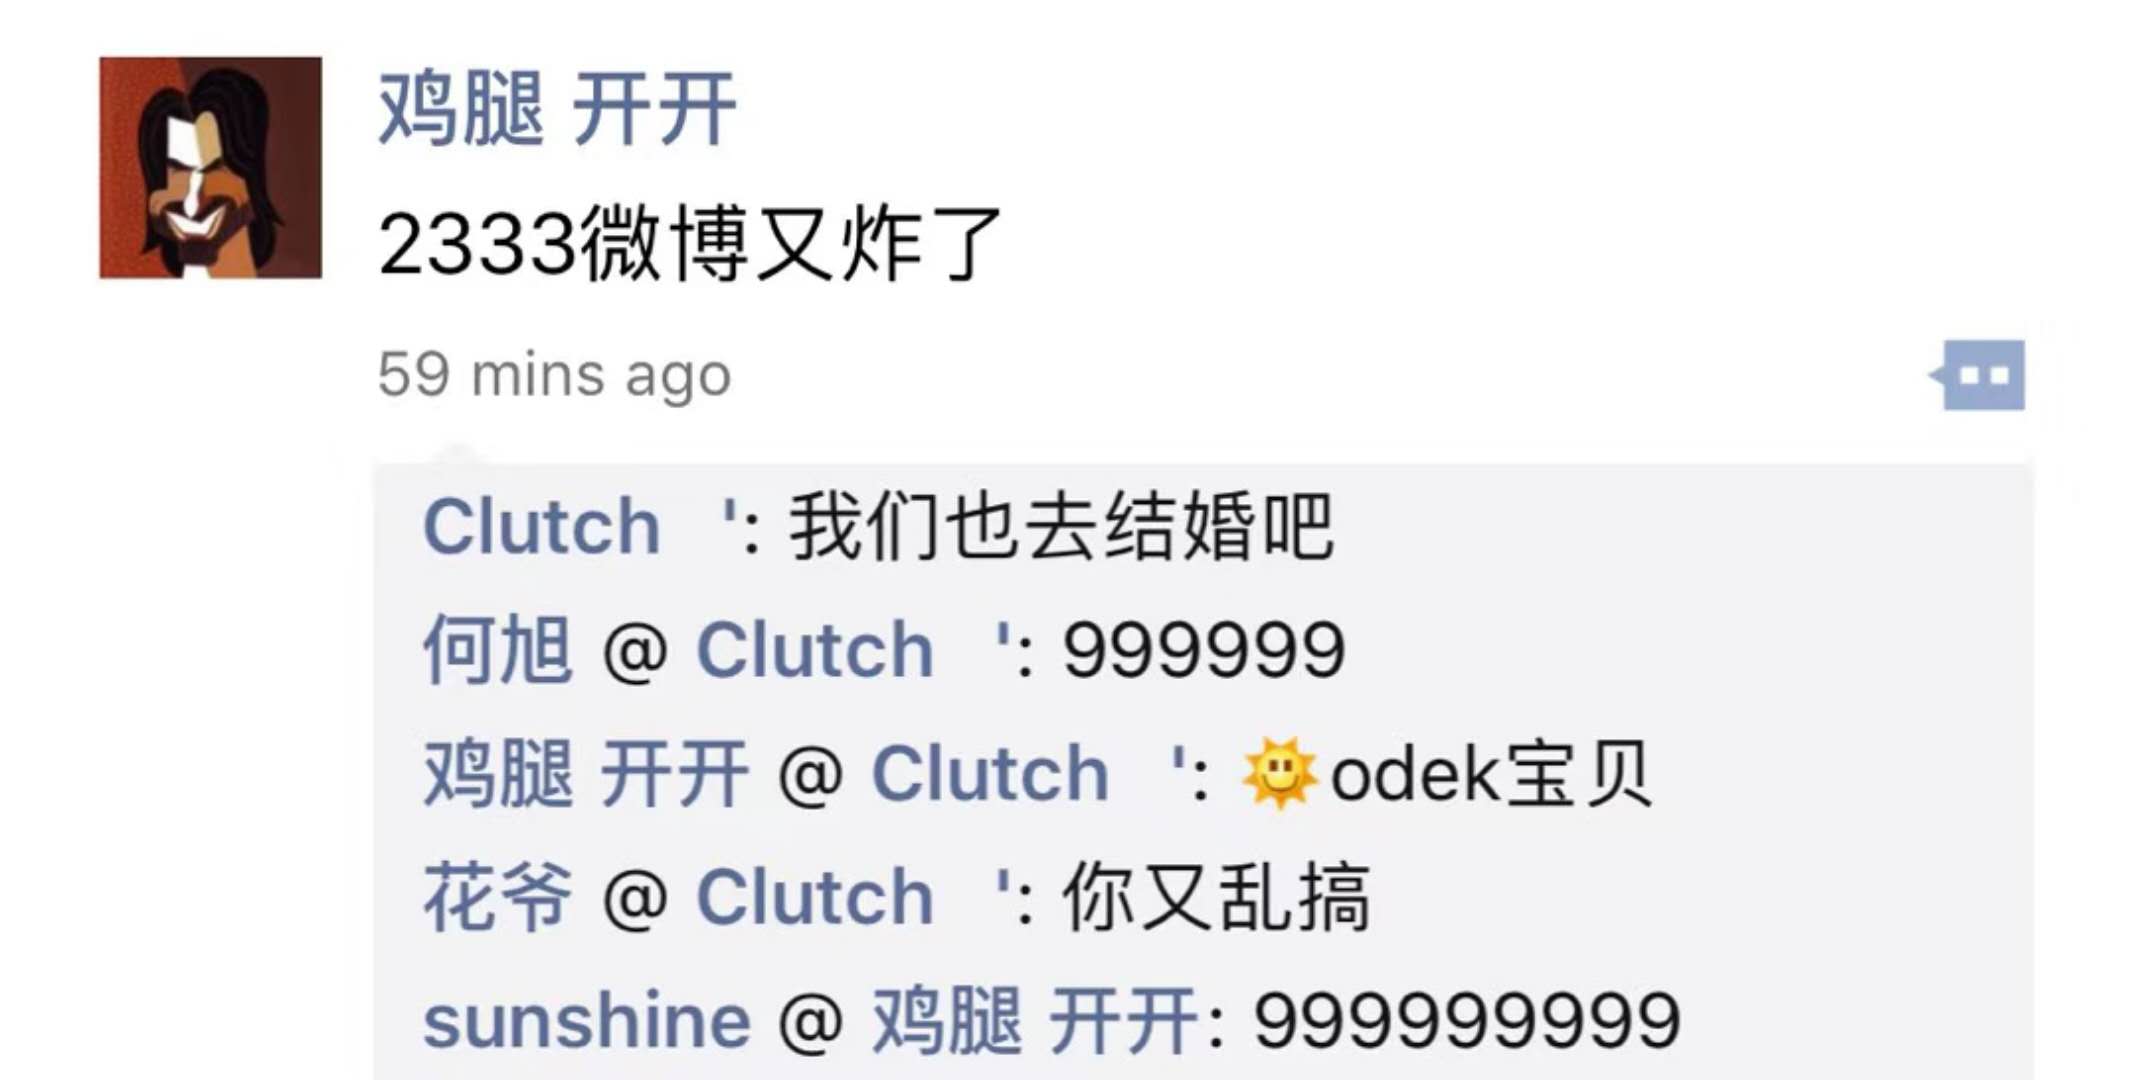 鸡腿 开开
2333微博又炸了
59 mins ago
Clutch ': 我们也去结婚吧
何旭 @ Clutch ': 999999
鸡腿 开开 @ Clutch ': 🌞odek宝贝
花爷 @ Clutch ': 你又乱搞
sunshine @ 鸡腿 开开: 999999999